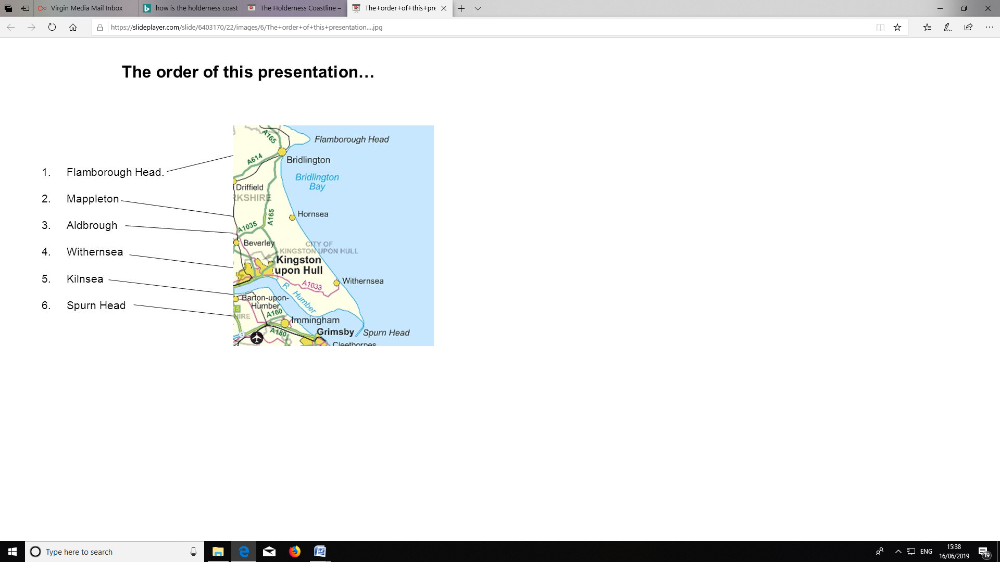 Virgin Media Mail Inbox
how is the holderness coast
The Holderness Coastline –
The+order+of+this+pre
https://slideplayer.com/slide/6403170/22/images/6/The+order+of+this+presentation....jpg
The order of this presentation…
1. Flamborough Head.
2. Mappleton
3. Aldbrough
4. Withernsea
5. Kilnsea
6. Spurn Head
A165
Flamborough Head
A614
Bridlington
Bridlington
Bay
Driffield
RKSHIRE
A165
Hornsea
A1035
Beverley
CITY OF
KINGSTON UPON HULL
Kingston
upon Hull
A1033
Withernsea
R Humber
Barton-upon-
Humber
15
HIRE
A160
Immingham
A180
Grimsby
Spurn Head
Cleethorpes
Type here to search
ENG
15:38
16/06/2019
19